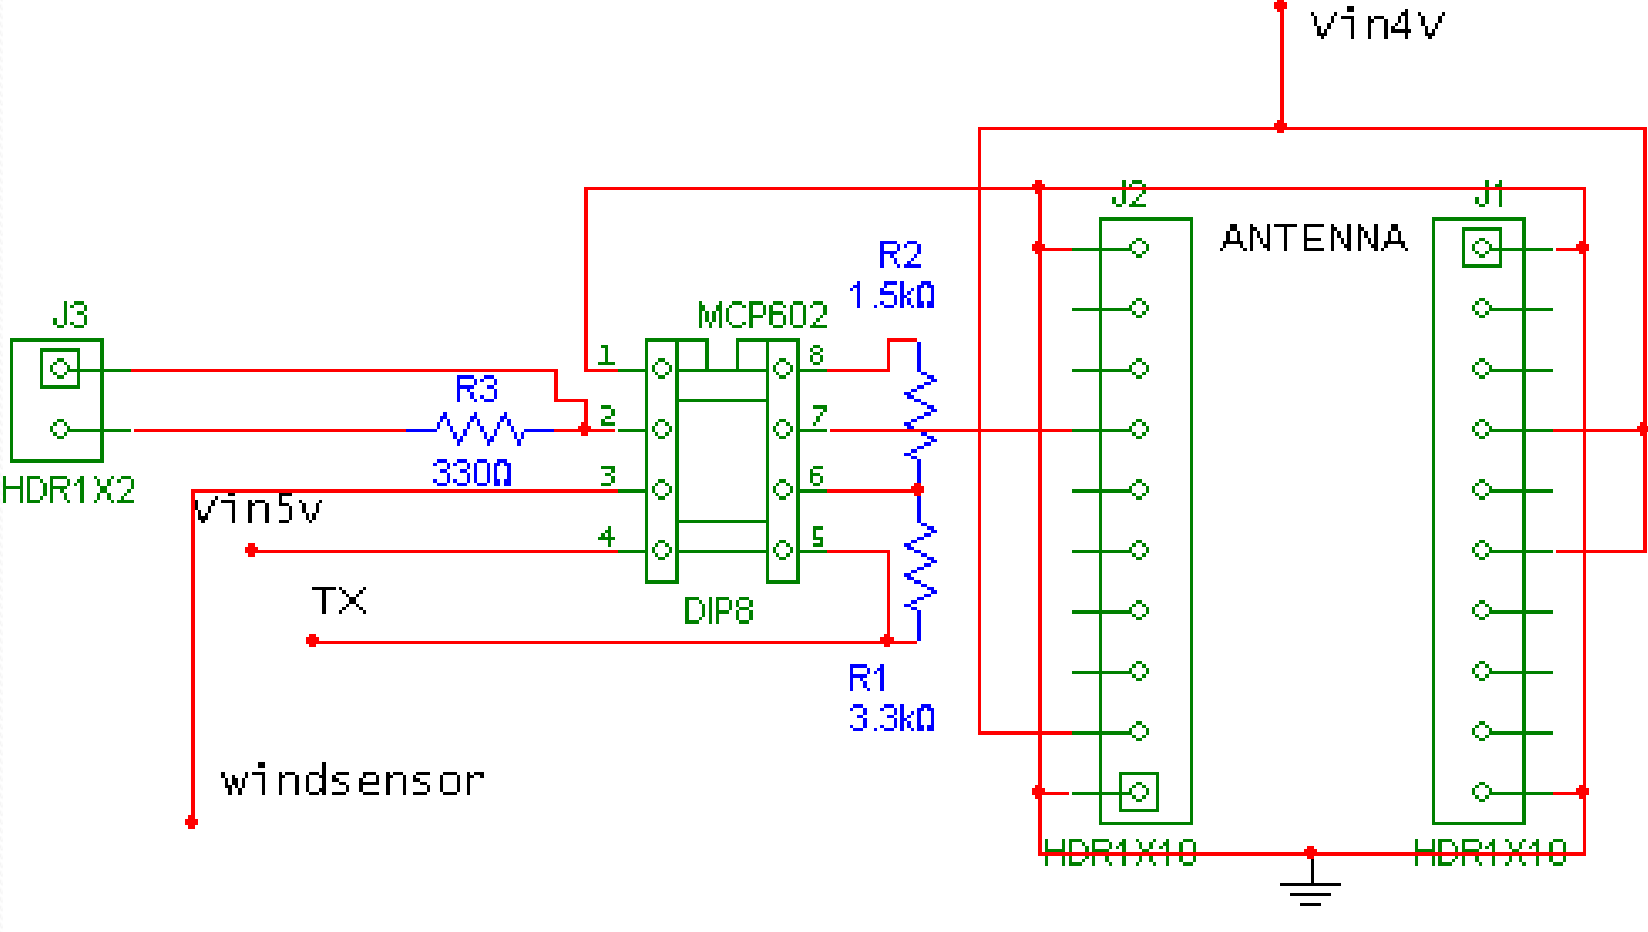 Vin4V
J2
J1
ANTENNA
R2
1.5kΩ
J3
MCP602
1
8
R3
2
7
330Ω
3
6
HDR1X2
Vin5v
4
5
TX
DIP8
R1
3.3kΩ
windsensor
HDR1X10
HDR1X10